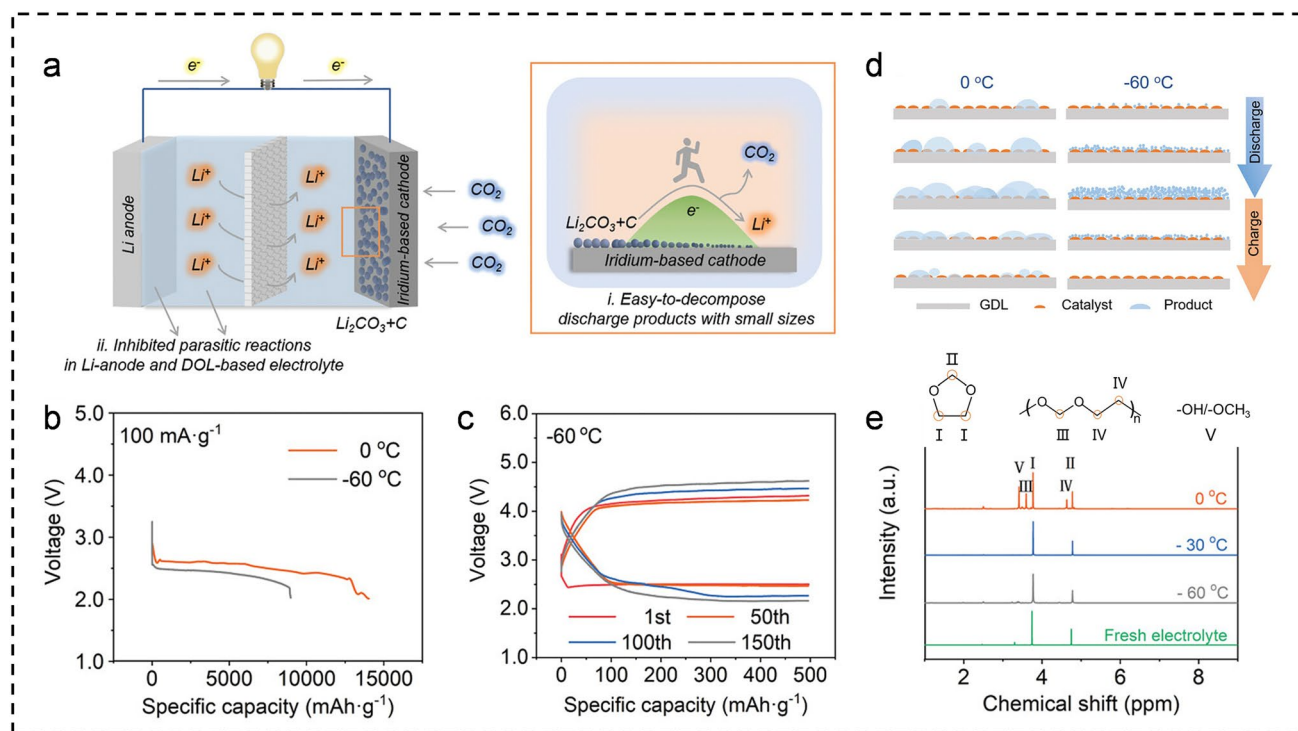 a
e-
e-
Li anode
Li+
Li+
Li+
Li+
Li+
Li+
Iridium-based cathode
CO2
CO2
CO2
Li2CO3+C
ii. Inhibited parasitic reactions
in Li-anode and DOL-based electrolyte
CO2
Li2CO3+C
e-
Li+
Iridium-based cathode
i. Easy-to-decompose
discharge products with small sizes
d
0 °C
-60 °C
Discharge
Charge
GDL
Catalyst
Product
b
100 mA·g⁻¹
0 °C
-60 °C
Voltage (V)
5.0
4.0
3.0
2.0
1.0
0
5000
10000
15000
Specific capacity (mAh·g⁻¹)
c
-60 °C
Voltage (V)
6.0
5.0
4.0
3.0
2.0
1.0
1st
50th
100th
150th
0
100
200
300
400
500
Specific capacity (mAh·g⁻¹)
e
II
O
O
I
I
O
O
n
IV
III
IV
-OH/-OCH3
V
V
III
I
II
IV
0 °C
- 30 °C
- 60 °C
Fresh electrolyte
Intensity (a.u.)
2
4
6
8
Chemical shift (ppm)